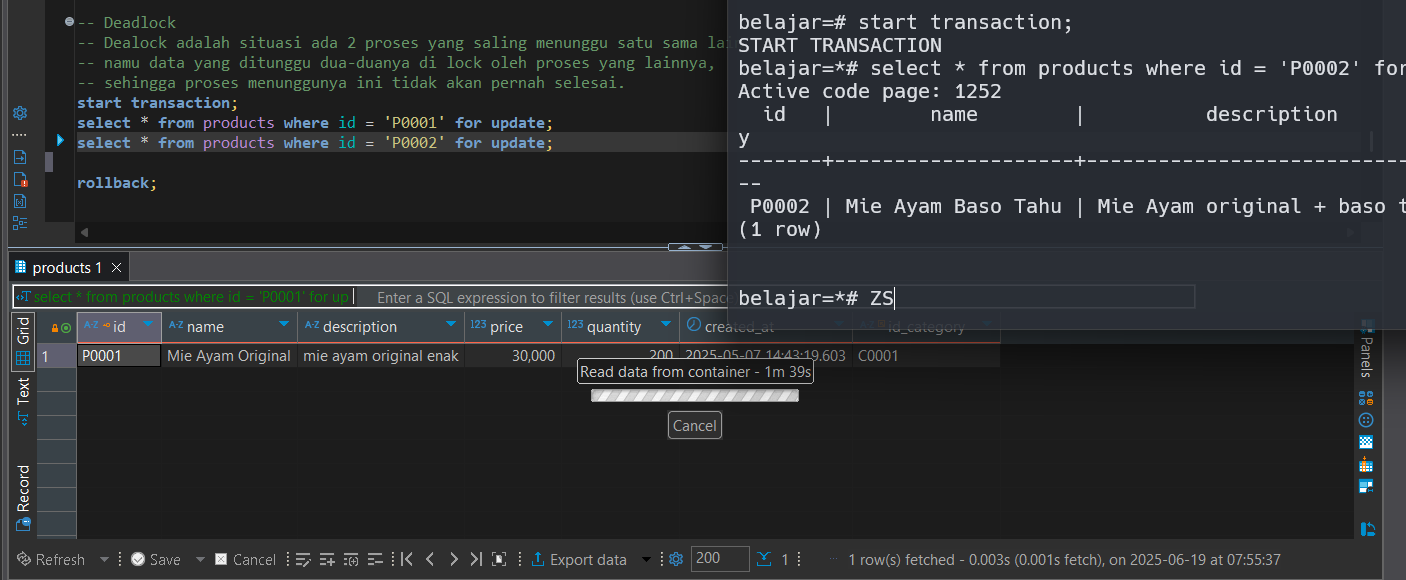 -- Deadlock
-- Dealock adalah situasi ada 2 proses yang saling menunggu satu sama lai
-- namu data yang ditunggu dua-duanya di lock oleh proses yang lainnya,
-- sehingga proses menunggunya ini tidak akan pernah selesai.
start transaction;
select * from products where id = 'P0001' for update;
select * from products where id = 'P0002' for update;
rollback;
belajar=# start transaction;
START TRANSACTION
belajar=*# select * from products where id = 'P0002' for
Active code page: 1252
id | name | description
y
-------+---------------------+---------------------------
--
P0002 | Mie Ayam Baso Tahu | Mie Ayam original + baso t
(1 row)
belajar=*# ZS
products 1
select * from products where id = 'P0001' for up
Enter a SQL expression to filter results (use Ctrl+Space
Grid
Text
Record
A-Z id A-Z name A-Z description 123 price 123 quantity created_at A-Z id_category
1 P0001 Mie Ayam Original mie ayam original enak 30,000 200 2025-05-07 14:43:19.603 C0001
Read data from container - 1m 39s
Cancel
Panels
Refresh Save Cancel Export data 200 1 1 row(s) fetched - 0.003s (0.001s fetch), on 2025-06-19 at 07:55:37